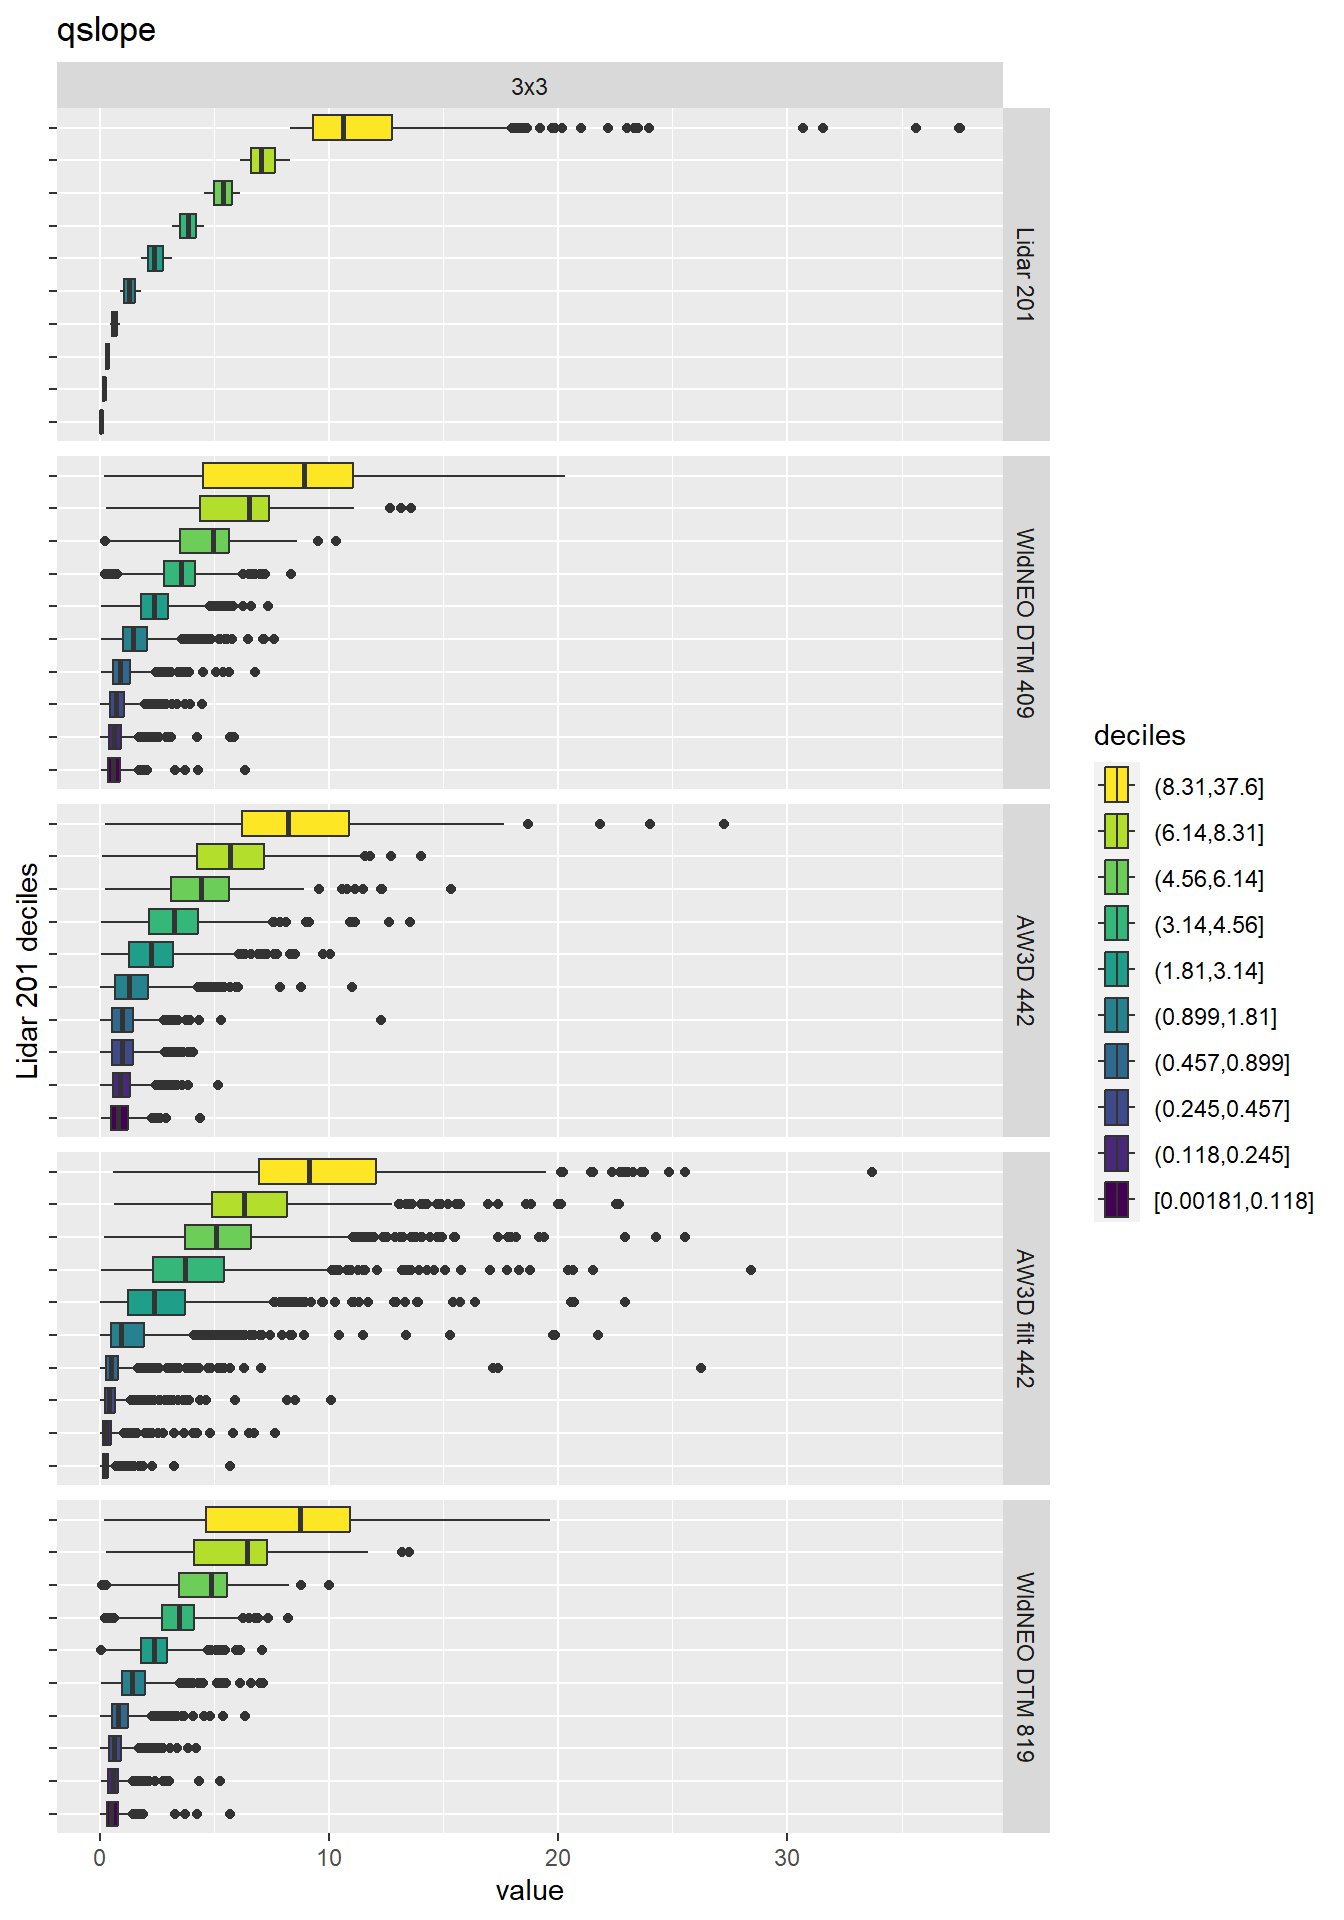 qslope
3x3
Lidar 201
WldNEO DTM 409
AW3D 442
AW3D filt 442
WldNEO DTM 819
Lidar 201 deciles
0 10 20 30
value
deciles
(8.31,37.6]
(6.14,8.31]
(4.56,6.14]
(3.14,4.56]
(1.81,3.14]
(0.899,1.81]
(0.457,0.899]
(0.245,0.457]
(0.118,0.245]
[0.00181,0.118]